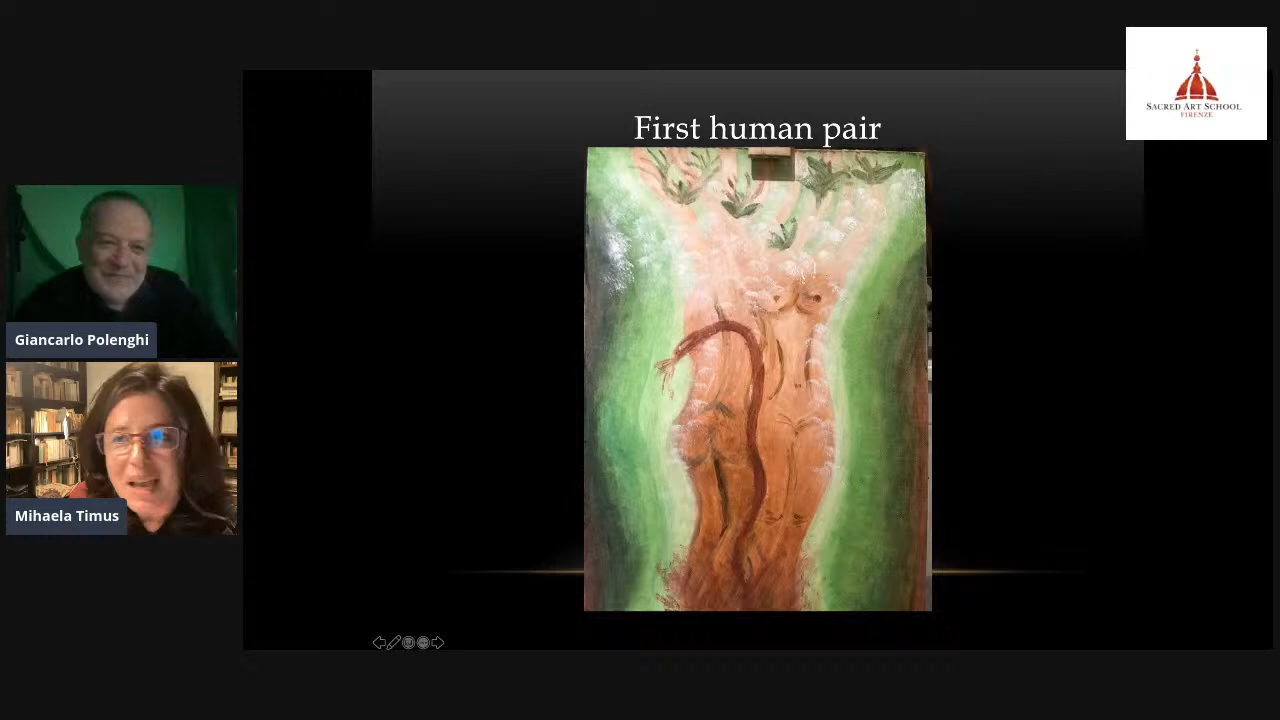 First human pair
SACRED ART SCHOOL
FIRENZE
Giancarlo Polenghi
Mihaela Timus